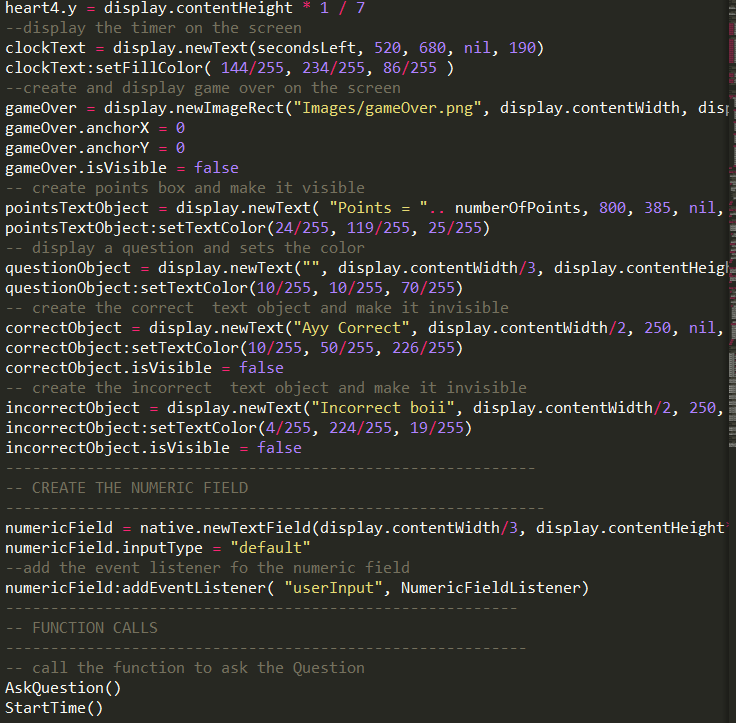 heart4.y = display.contentHeight * 1 / 7
--display the timer on the screen
clockText = display.newText(secondsLeft, 520, 680, nil, 190)
clockText:setFillColor( 144/255, 234/255, 86/255 )
--create and display game over on the screen
gameOver = display.newImageRect("Images/gameOver.png", display.contentWidth, disp
gameOver.anchorX = 0
gameOver.anchorY = 0
gameOver.isVisible = false
-- create points box and make it visible
pointsTextObject = display.newText( "Points = ".. numberOfPoints, 800, 385, nil,
pointsTextObject:setTextColor(24/255, 119/255, 25/255)
-- display a question and sets the color
questionObject = display.newText("", display.contentWidth/3, display.contentHeigh
questionObject:setTextColor(10/255, 10/255, 70/255)
-- create the correct  text object and make it invisible
correctObject = display.newText("Ayy Correct", display.contentWidth/2, 250, nil,
correctObject:setTextColor(10/255, 50/255, 226/255)
correctObject.isVisible = false
-- create the incorrect  text object and make it invisible
incorrectObject = display.newText("Incorrect boii", display.contentWidth/2, 250,
incorrectObject:setTextColor(4/255, 224/255, 19/255)
incorrectObject.isVisible = false
-----------------------------------------------------------
-- CREATE THE NUMERIC FIELD
------------------------------------------------------------
numericField = native.newTextField(display.contentWidth/3, display.contentHeight*
numericField.inputType = "default"
--add the event listener fo the numeric field
numericField:addEventListener( "userInput", NumericFieldListener)
---------------------------------------------------------
-- FUNCTION CALLS
----------------------------------------------------------
-- call the function to ask the Question
AskQuestion()
StartTime()